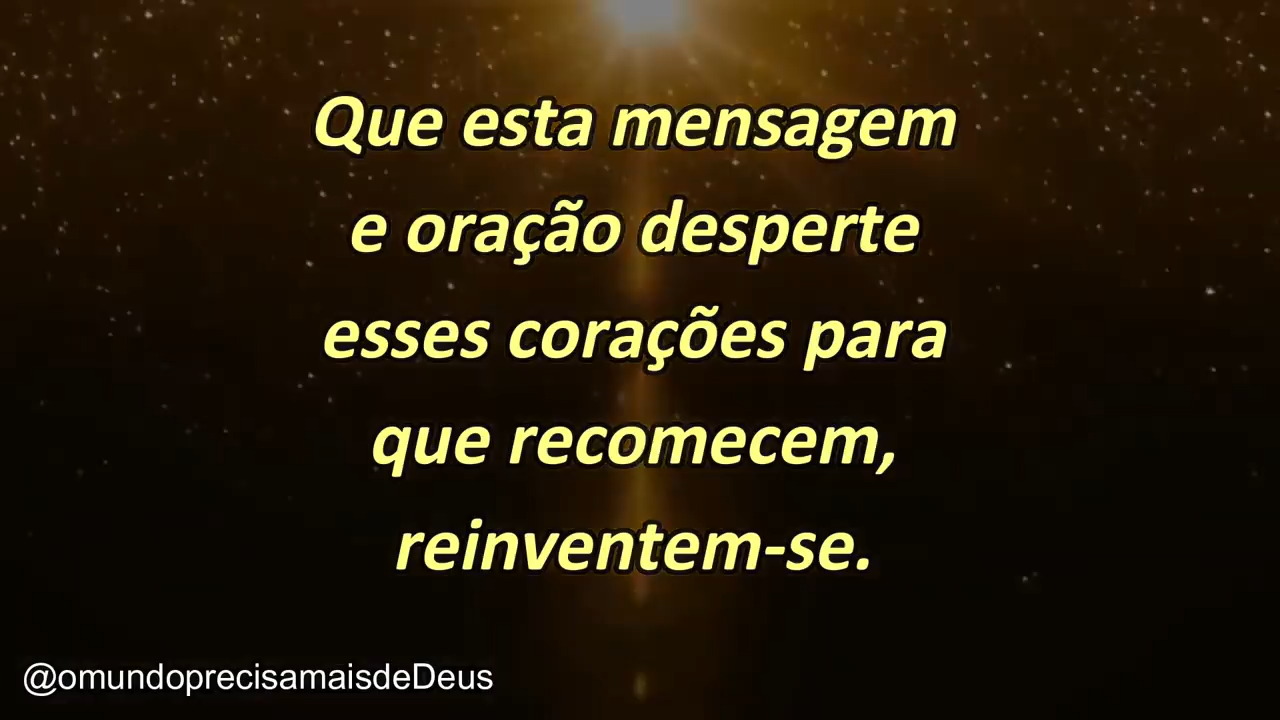 Que esta mensagem
e oração desperte
esses corações para
que recomecem,
reinventem-se.
@omundoprecisamaisdeDeus